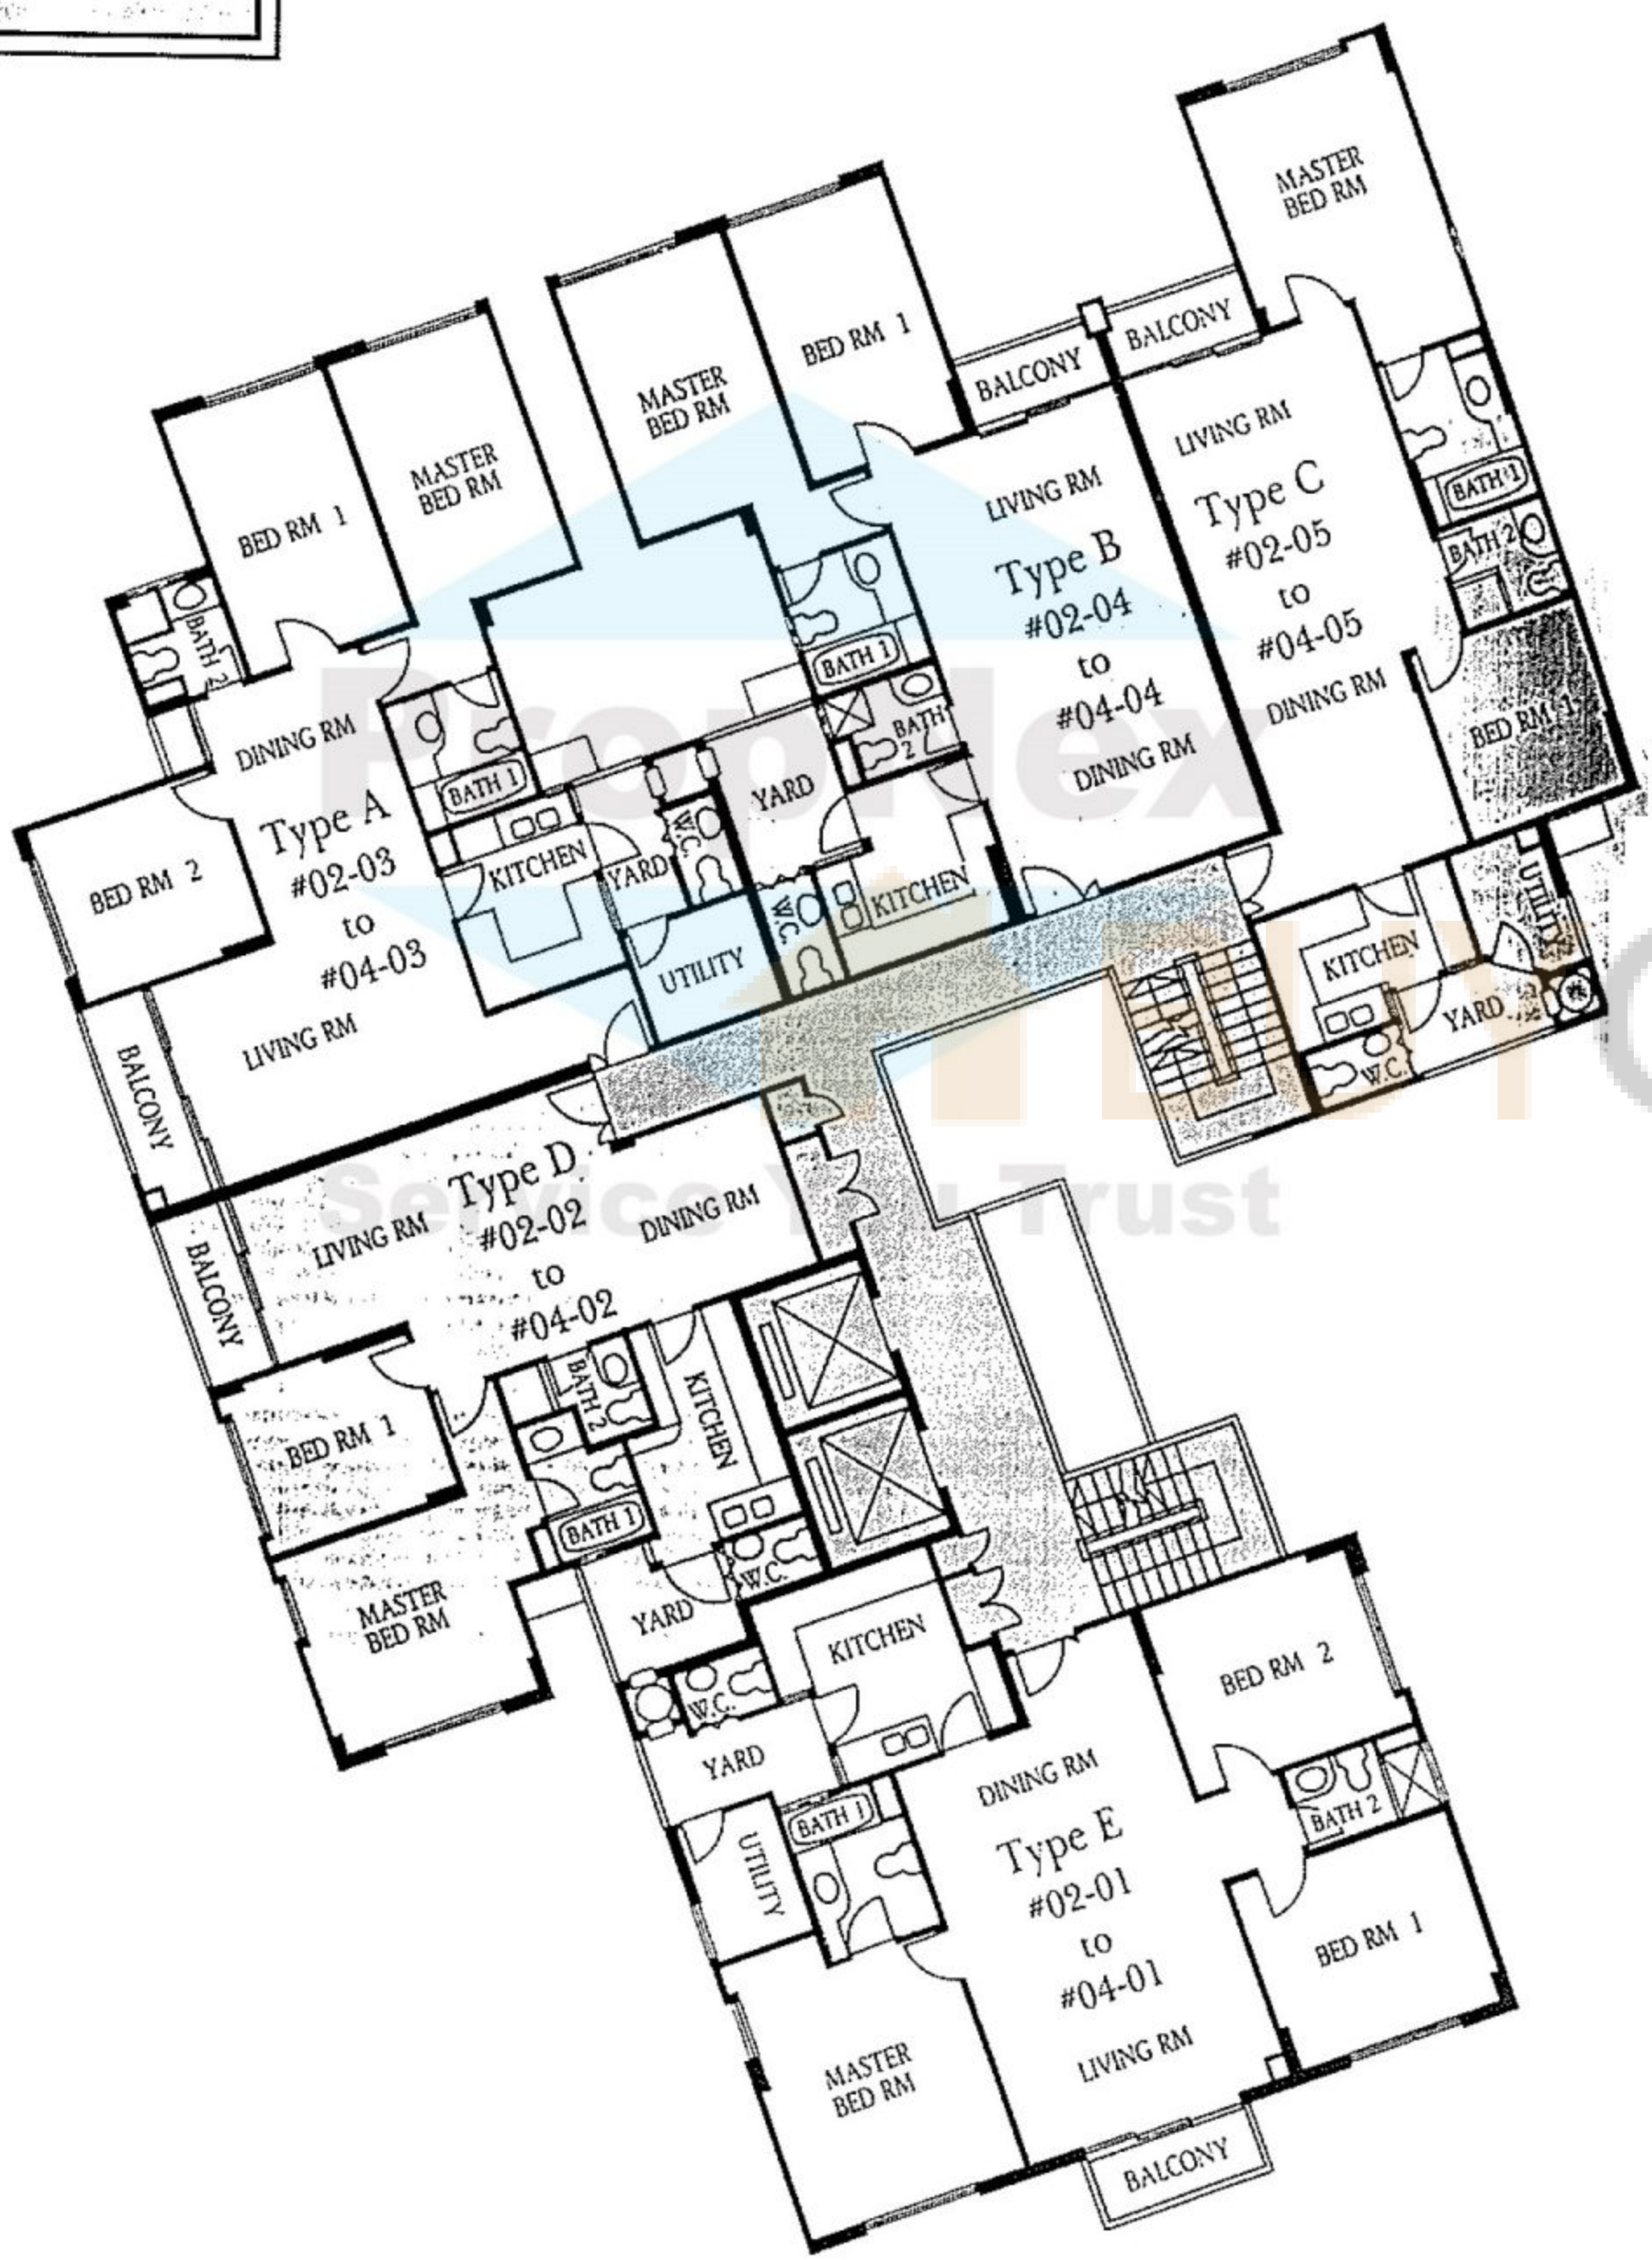 MASTER
BED RM
BED RM 1
MASTER
BED RM
BALCONY
BALCONY
BED RM 1
MASTER
BED RM
LIVING RM
Type C
#02-05
to
#04-05
DINING RM
BATH 1
BATH 2
BED RM 1
LIVING RM
Type B
#02-04
to
#04-04
DINING RM
BATH 1
BATH 2
YARD
KITCHEN
W.C.
BATH 2
DINING RM
Type A
#02-03
to
#04-03
LIVING RM
BED RM 2
BATH 1
KITCHEN
YARD
W.C.
UTILITY
BALCONY
KITCHEN
UTILITY
YARD
W.C.
PropNex
Service You Trust
BUY
Type D
#02-02
to
#04-02
LIVING RM
DINING RM
BALCONY
BED RM 1
BATH 2
KITCHEN
BATH 1
W.C.
YARD
MASTER
BED RM
KITCHEN
W.C.
YARD
BED RM 2
DINING RM
Type E
#02-01
to
#04-01
LIVING RM
BATH 1
UTILITY
BATH 2
BED RM 1
MASTER
BED RM
BALCONY